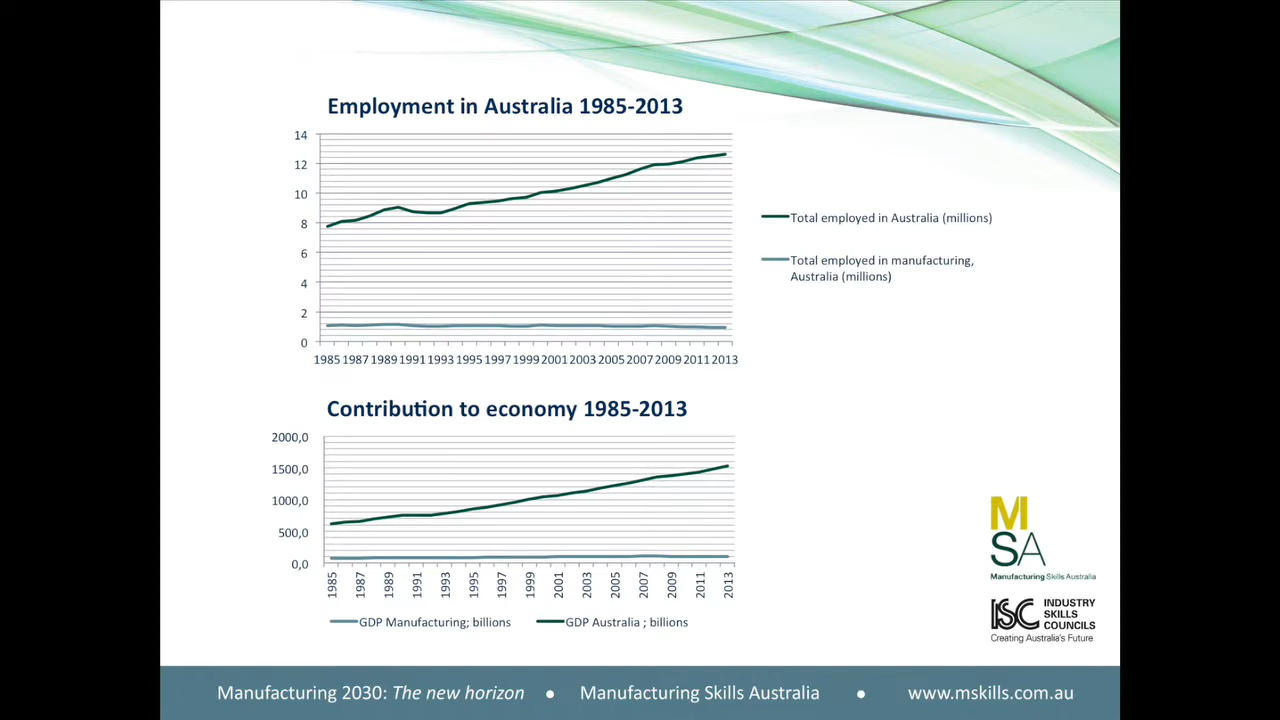 Employment in Australia 1985-2013
14
12
10
8
6
4
2
0
1985 1987 1989 1991 1993 1995 1997 1999 2001 2003 2005 2007 2009 2011 2013
Total employed in Australia (millions)
Total employed in manufacturing,
Australia (millions)
Contribution to economy 1985-2013
2000,0
1500,0
1000,0
500,0
0,0
1985 1987 1989 1991 1993 1995 1997 1999 2001 2003 2005 2007 2009 2011 2013
GDP Manufacturing; billions GDP Australia ; billions
M
SA
Manufacturing Skills Australia
ISC INDUSTRY
SKILLS
COUNCILS
Creating Australia's Future
Manufacturing 2030: The new horizon ● Manufacturing Skills Australia ● www.mskills.com.au